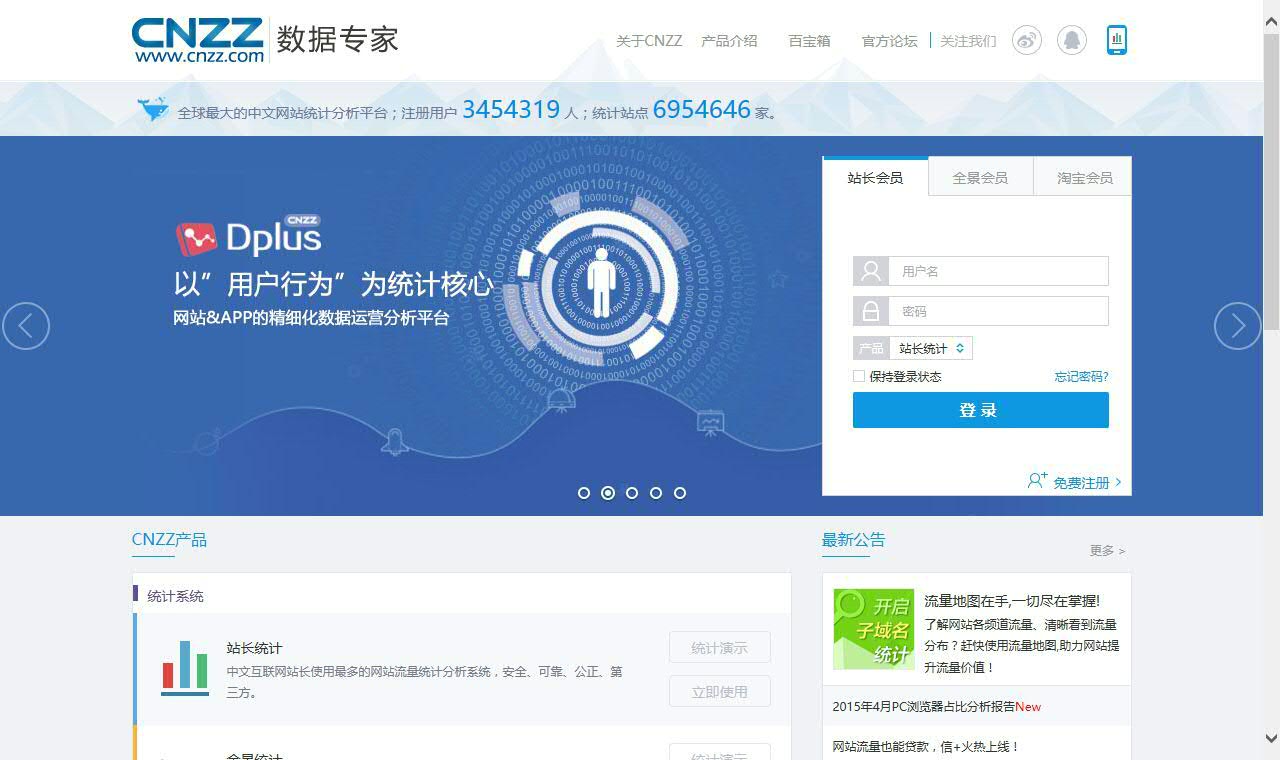 CNZZ 数据专家
www.cnzz.com
关于CNZZ 产品介绍 百宝箱 官方论坛 关注我们
全球最大的中文网站统计分析平台；注册用户 3454319 人；统计站点 6954646 家。
CNZZ
Dplus
以”用户行为”为统计核心
网站&APP的精细化数据运营分析平台
站长会员 全景会员 淘宝会员
用户名
密码
产品 站长统计
保持登录状态 忘记密码?
登 录
免费注册 >
CNZZ产品
统计系统
站长统计
中文互联网站长使用最多的网站流量统计分析系统，安全、可靠、公正、第
三方。
统计演示
立即使用
全景统计
统计演示
最新公告
更多 >
开启
子域名
统计
流量地图在手,一切尽在掌握!
了解网站各频道流量、清晰看到流量
分布？赶快使用流量地图,助力网站提
升流量价值！
2015年4月PC浏览器占比分析报告New
网站流量也能贷款，信+火热上线！